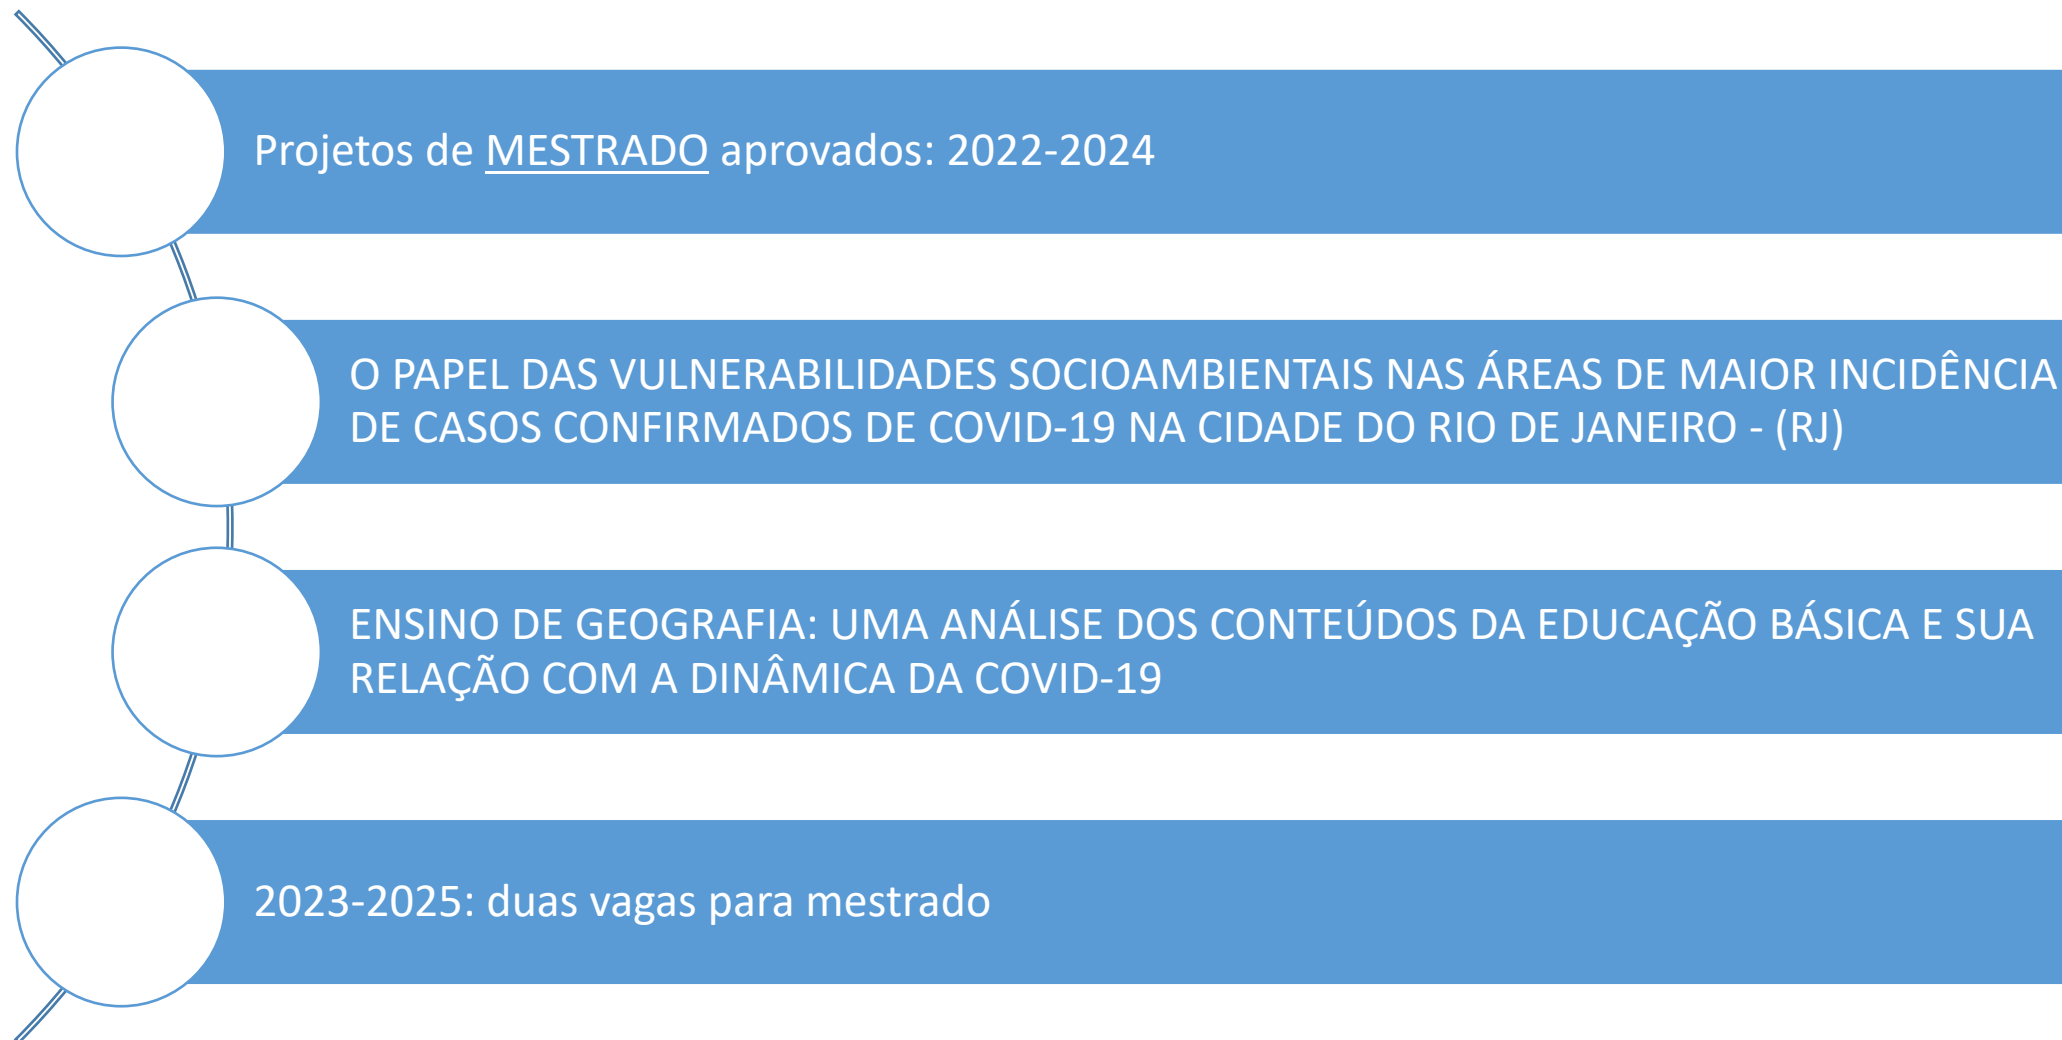 Projetos de MESTRADO aprovados: 2022-2024
O PAPEL DAS VULNERABILIDADES SOCIOAMBIENTAIS NAS ÁREAS DE MAIOR INCIDÊNCIA
DE CASOS CONFIRMADOS DE COVID-19 NA CIDADE DO RIO DE JANEIRO - (RJ)
ENSINO DE GEOGRAFIA: UMA ANÁLISE DOS CONTEÚDOS DA EDUCAÇÃO BÁSICA E SUA
RELAÇÃO COM A DINÂMICA DA COVID-19
2023-2025: duas vagas para mestrado